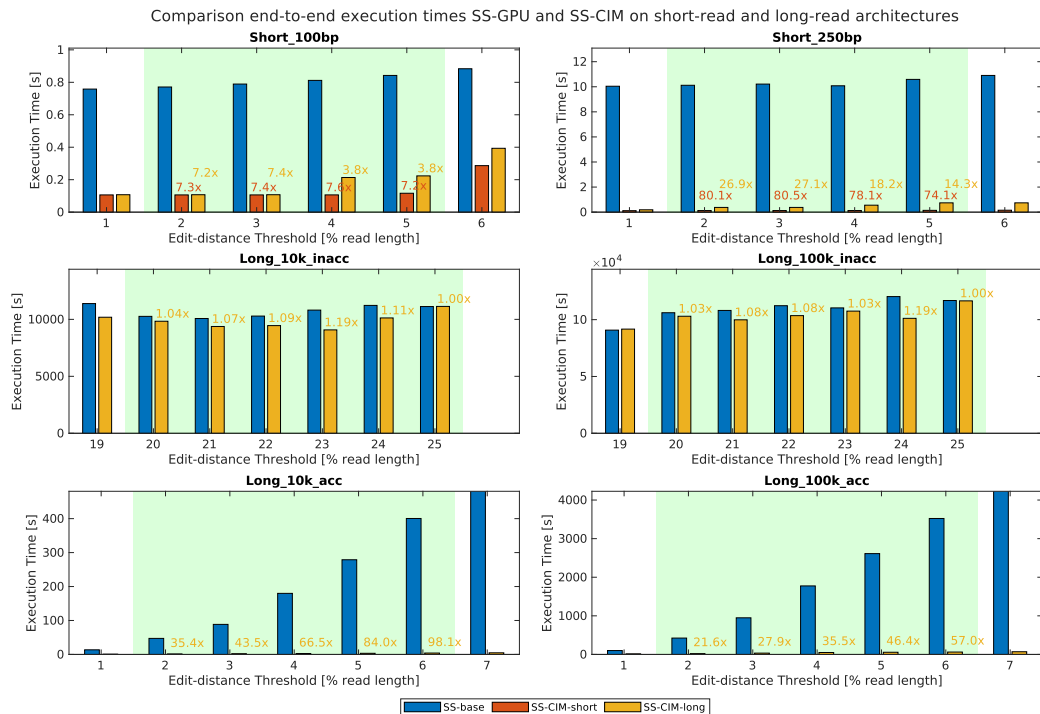 Comparison end-to-end execution times SS-GPU and SS-CIM on short-read and long-read architectures
Short_100bp
Execution Time [s]
1
0.8
0.6
0.4
0.2
0
7.2x
7.4x
3.8x
3.8x
7.3x
7.4x
7.6x
7.2x
1 2 3 4 5 6
Edit-distance Threshold [% read length]
Short_250bp
Execution Time [s]
12
10
8
6
4
2
0
26.9x
27.1x
18.2x
14.3x
80.1x
80.5x
78.1x
74.1x
1 2 3 4 5 6
Edit-distance Threshold [% read length]
Long_10k_inacc
Execution Time [s]
10000
5000
0
1.04x
1.07x
1.09x
1.19x
1.11x
1.00x
19 20 21 22 23 24 25
Edit-distance Threshold [% read length]
Long_100k_inacc
×10⁴
Execution Time [s]
10
5
0
1.03x
1.08x
1.08x
1.03x
1.19x
1.00x
19 20 21 22 23 24 25
Edit-distance Threshold [% read length]
Long_10k_acc
Execution Time [s]
400
300
200
100
0
35.4x
43.5x
66.5x
84.0x
98.1x
1 2 3 4 5 6 7
Edit-distance Threshold [% read length]
Long_100k_acc
Execution Time [s]
4000
3000
2000
1000
0
21.6x
27.9x
35.5x
46.4x
57.0x
1 2 3 4 5 6 7
Edit-distance Threshold [% read length]
SS-base SS-CIM-short SS-CIM-long